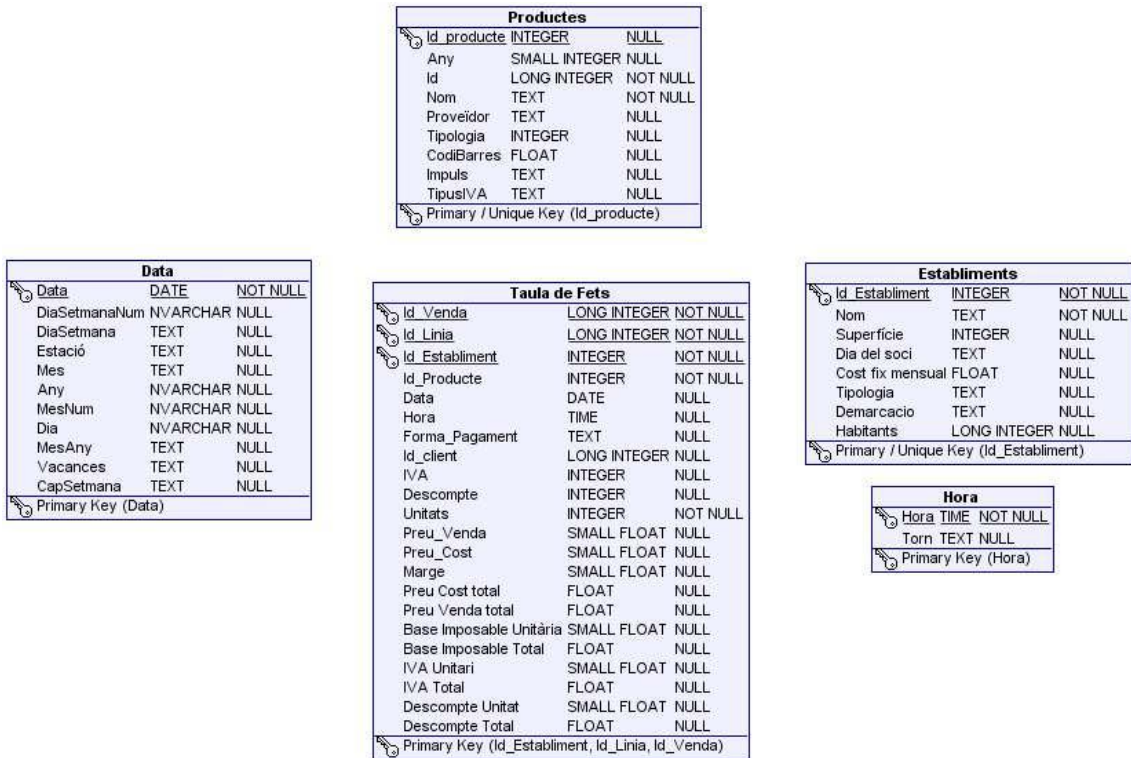 Productes
Id_producte INTEGER NULL
Any SMALL INTEGER NULL
Id LONG INTEGER NOT NULL
Nom TEXT NOT NULL
Proveïdor TEXT NULL
Tipologia INTEGER NULL
CodiBarres FLOAT NULL
Impuls TEXT NULL
TipusIVA TEXT NULL
Primary / Unique Key (Id_producte)
Data
Data DATE NOT NULL
DiaSetmanaNum NVARCHAR NULL
DiaSetmana TEXT NULL
Estació TEXT NULL
Mes TEXT NULL
Any NVARCHAR NULL
MesNum NVARCHAR NULL
Dia NVARCHAR NULL
MesAny TEXT NULL
Vacances TEXT NULL
CapSetmana TEXT NULL
Primary Key (Data)
Taula de Fets
Id_Venda LONG INTEGER NOT NULL
Id_Linia LONG INTEGER NOT NULL
Id_Establiment INTEGER NOT NULL
Id_Producte INTEGER NOT NULL
Data DATE NULL
Hora TIME NULL
Forma_Pagament TEXT NULL
Id_client LONG INTEGER NULL
IVA INTEGER NULL
Descompte INTEGER NULL
Unitats INTEGER NOT NULL
Preu_Venda SMALL FLOAT NULL
Preu_Cost SMALL FLOAT NULL
Marge SMALL FLOAT NULL
Preu Cost total FLOAT NULL
Preu Venda total FLOAT NULL
Base Imposable Unitària SMALL FLOAT NULL
Base Imposable Total FLOAT NULL
IVA Unitari SMALL FLOAT NULL
IVA Total FLOAT NULL
Descompte Unitat SMALL FLOAT NULL
Descompte Total FLOAT NULL
Primary Key (Id_Establiment, Id_Linia, Id_Venda)
Establiments
Id_Establiment INTEGER NOT NULL
Nom TEXT NOT NULL
Superfície INTEGER NULL
Dia del soci TEXT NULL
Cost fix mensual FLOAT NULL
Tipologia TEXT NULL
Demarcacio TEXT NULL
Habitants LONG INTEGER NULL
Primary / Unique Key (Id_Establiment)
Hora
Hora TIME NOT NULL
Torn TEXT NULL
Primary Key (Hora)